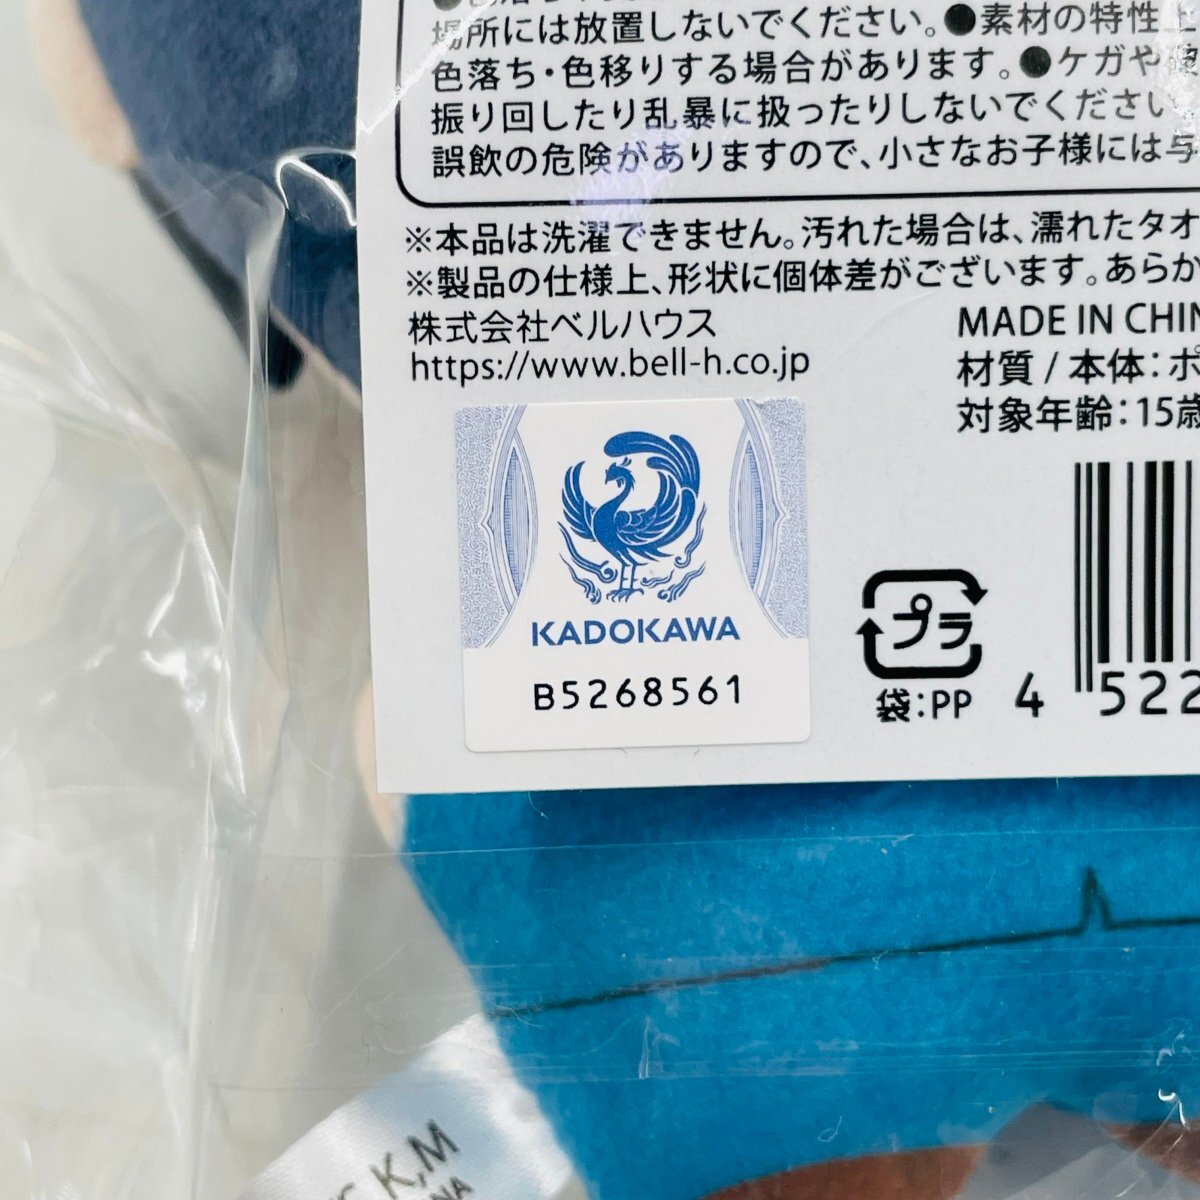 場所には放置しないでください。●素材の特性上
色落ち・色移りする場合があります。●ケガや
振り回したり乱暴に扱ったりしないでください
誤飲の危険がありますので、小さなお子様には与
※本品は洗濯できません。汚れた場合は、濡れたタオ
※製品の仕様上、形状に個体差がございます。あらか
株式会社ベルハウス
https://www.bell-h.co.jp
MADE IN CHIN
材質 / 本体：ポ
対象年齢：15歳
KADOKAWA
B5268561
プラ
袋：PP
4 522
K,M
NA